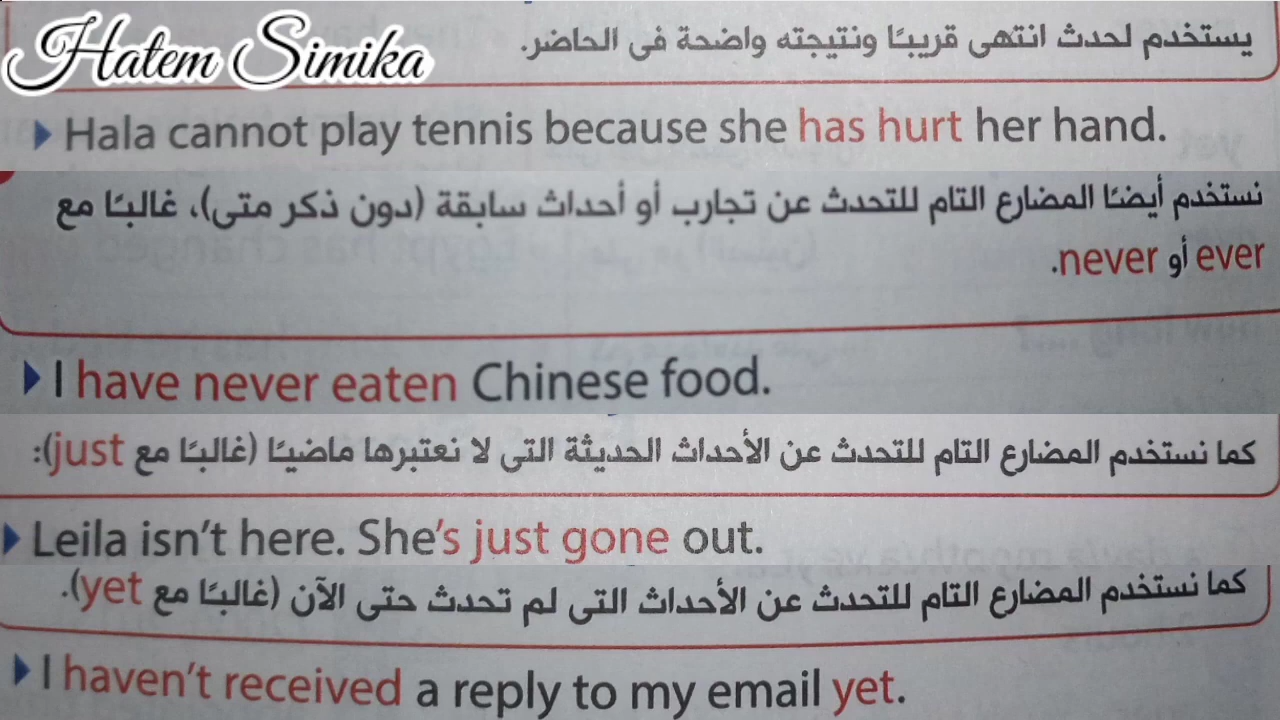 Hatem Simika
يستخدم لحدث انتهى قريبًا ونتيجته واضحة فى الحاضر.
Hala cannot play tennis because she has hurt her hand.
نستخدم أيضًا المضارع التام للتحدث عن تجارب أو أحداث سابقة (دون ذكر متى)، غالبًا مع
ever أو never.
I have never eaten Chinese food.
كما نستخدم المضارع التام للتحدث عن الأحداث الحديثة التى لا نعتبرها ماضيًا (غالبًا مع just):
Leila isn't here. She's just gone out.
كما نستخدم المضارع التام للتحدث عن الأحداث التى لم تحدث حتى الآن (غالبًا مع yet).
I haven't received a reply to my email yet.